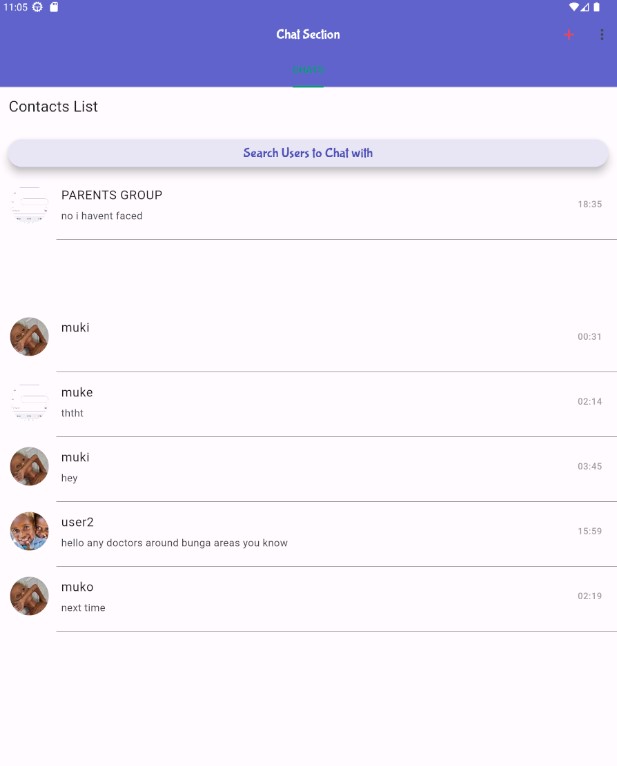 11:05
Chat Section
Contacts List
Search Users to Chat with
PARENTS GROUP
18:35
no i havent faced
muki
00:31
muke
02:14
ththt
muki
03:45
hey
user2
15:59
hello any doctors around bunga areas you know
muko
02:19
next time